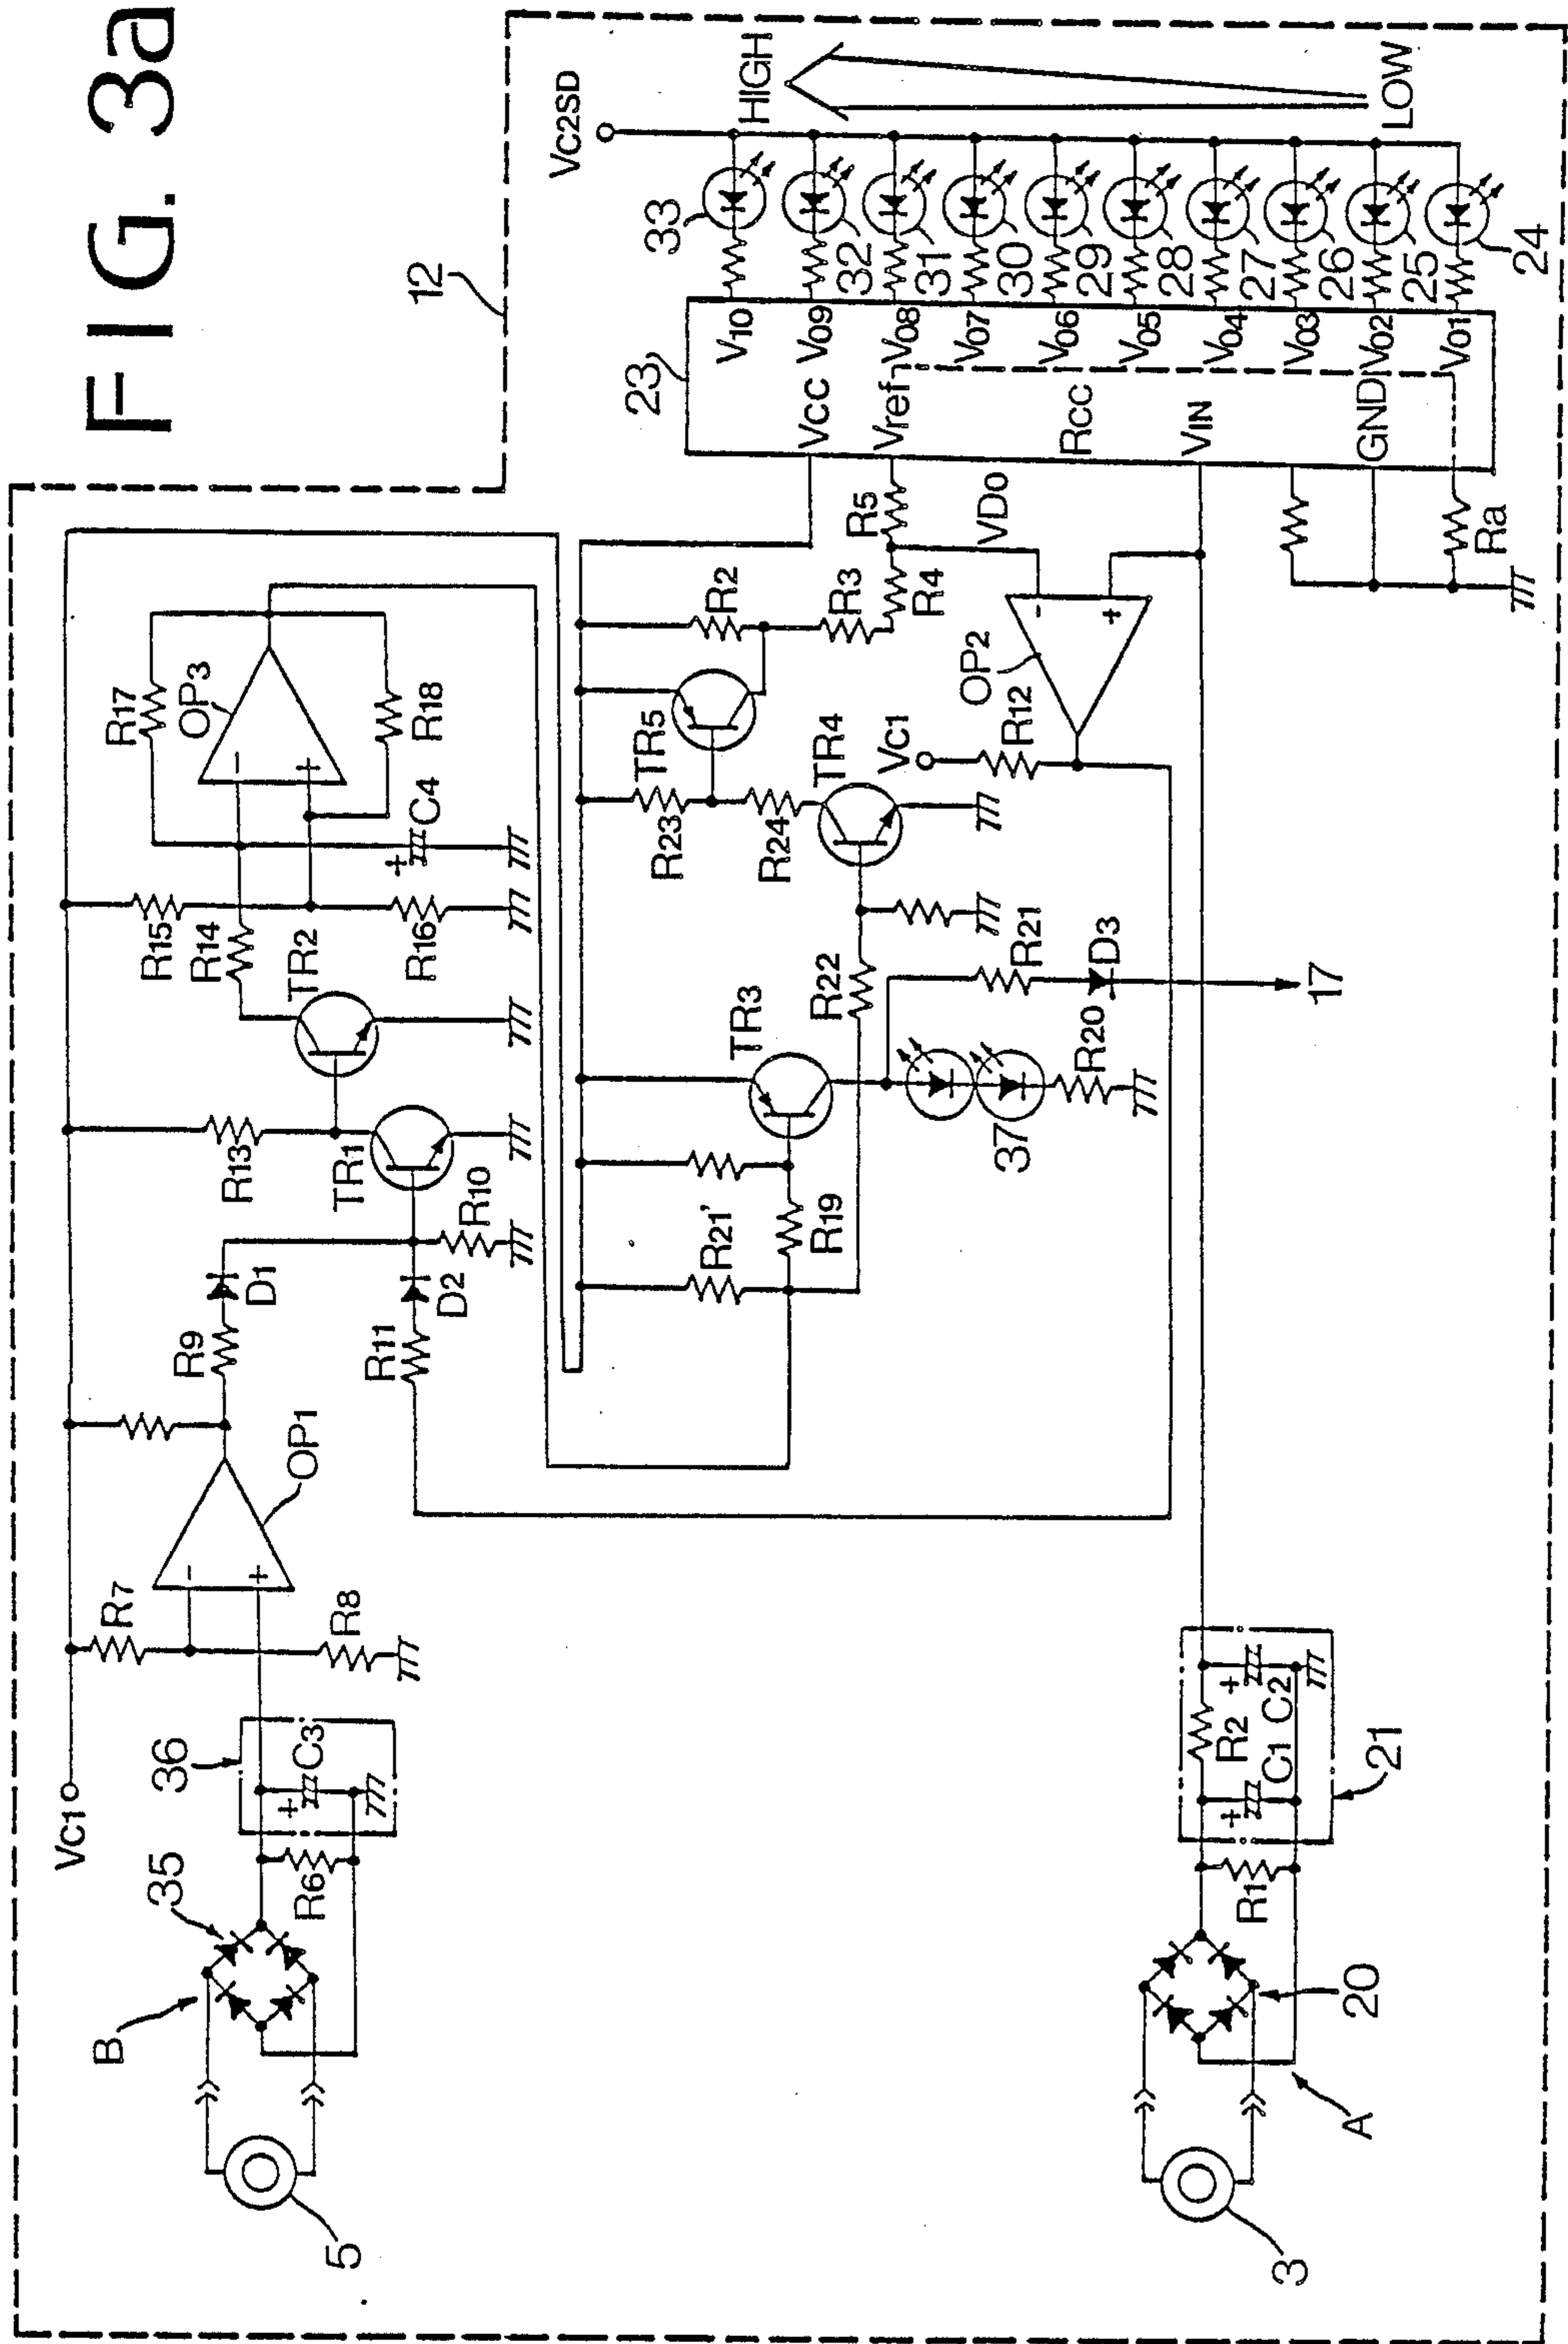 FIG. 3a
12
VC2SD
HIGH
LOW
33
32
31
30
29
28
27
26
25
24
23
V10
V09
V08
V07
V06
V05
V04
V03
V02
V01
VCC
Vref
RCC
VIN
GND
Ra
R5
VD0
R2
R3
R4
OP2
-
+
R12
VC1
TR5
TR4
R23
R24
R22
R21
D3
17
TR3
R20
37
R21'
R19
R17
OP3
-
+
R18
C4
+
R15
R14
R16
TR2
R13
TR1
R10
D1
D2
R9
R11
OP1
-
+
R7
R8
VC1
36
C3
+
35
R6
B
5
R2
C2
+
C1
+
21
R1
20
A
3